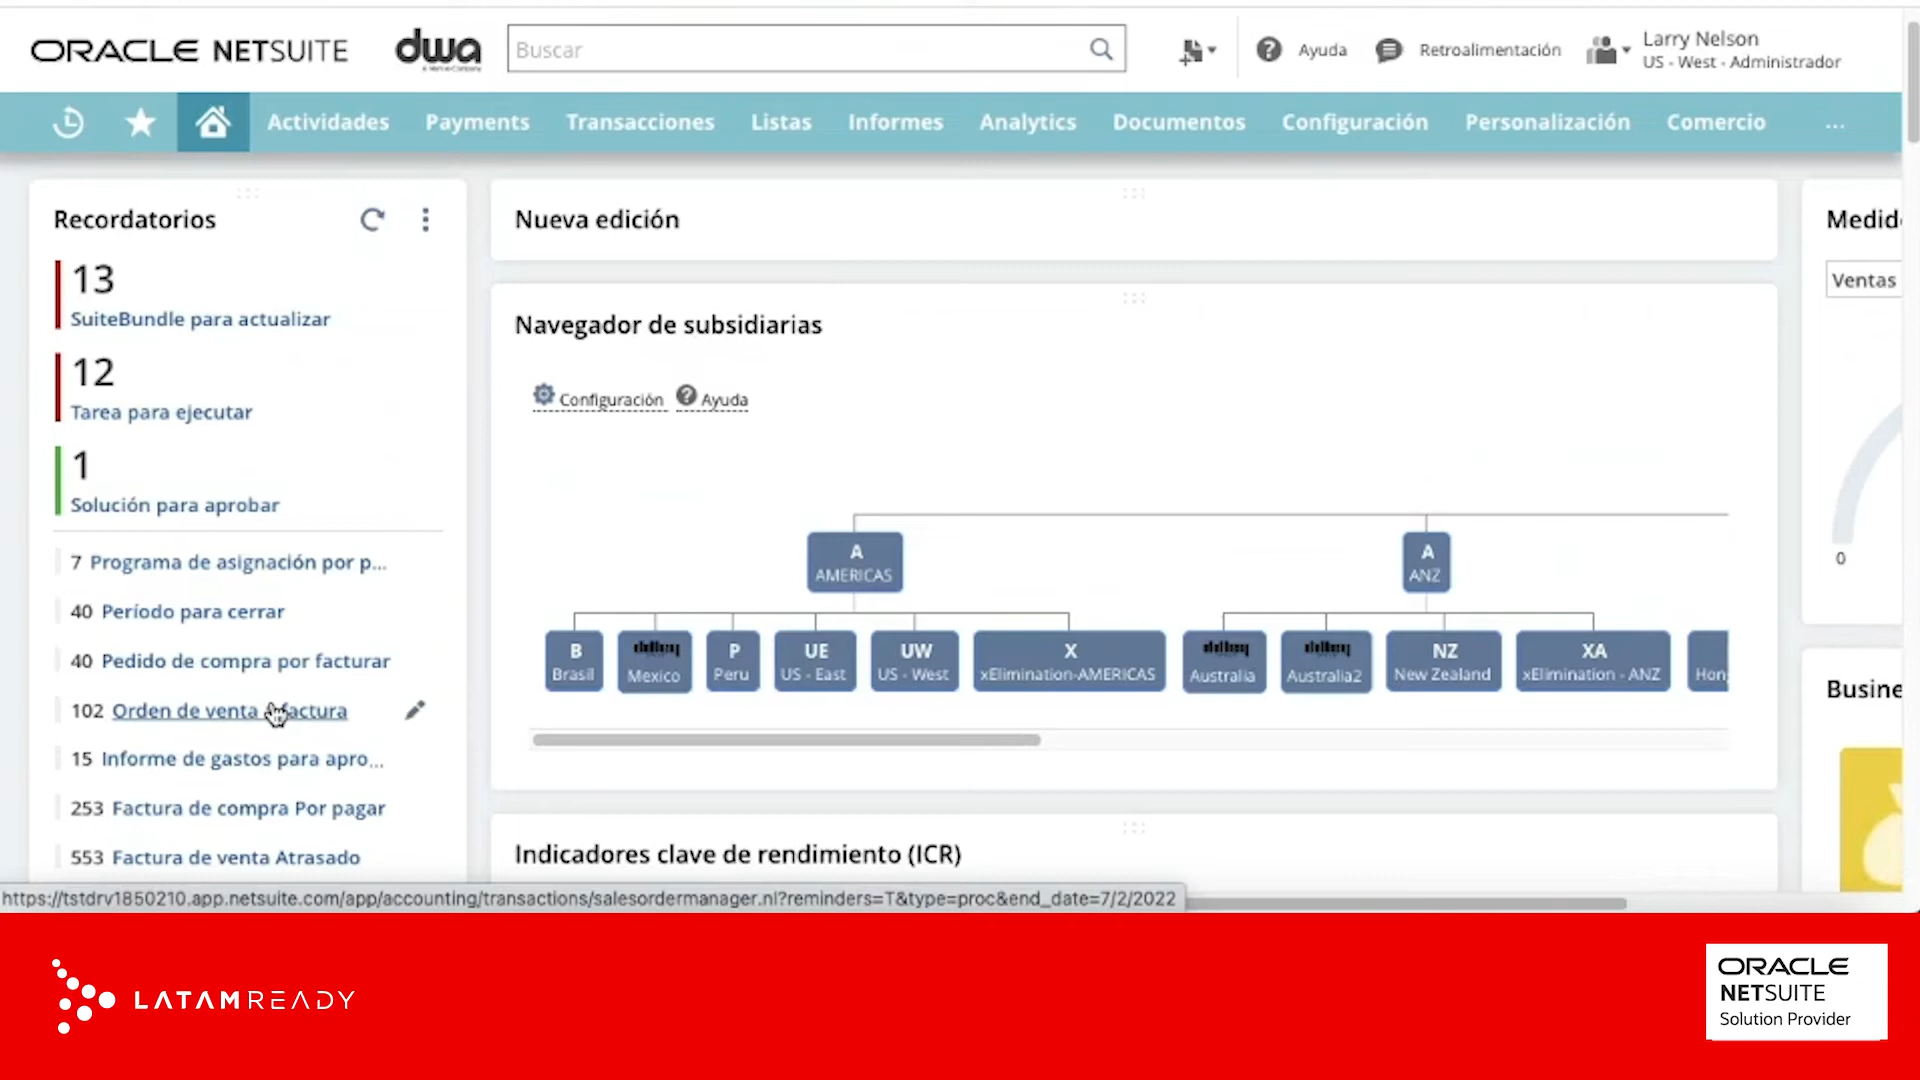 ORACLE NETSUITE
dwa
Buscar
Ayuda
Retroalimentación
Larry Nelson
US - West - Administrador
Actividades
Payments
Transacciones
Listas
Informes
Analytics
Documentos
Configuración
Personalización
Comercio
...
Recordatorios
13
SuiteBundle para actualizar
12
Tarea para ejecutar
1
Solución para aprobar
7 Programa de asignación por p...
40 Período para cerrar
40 Pedido de compra por facturar
102 Orden de venta factura
15 Informe de gastos para apro...
253 Factura de compra Por pagar
553 Factura de venta Atrasado
Nueva edición
Navegador de subsidiarias
Configuración
Ayuda
A
AMERICAS
A
ANZ
B
Brasil
Mexico
P
Peru
UE
US - East
UW
US - West
X
xElimination-AMERICAS
Australia
Australia2
NZ
New Zealand
XA
xElimination - ANZ
Hon
Indicadores clave de rendimiento (ICR)
Medid
Ventas
0
Busine
https://tstdrv1850210.app.netsuite.com/app/accounting/transactions/salesordermanager.nl?reminders=T&type=proc&end_date=7/2/2022
LATAMREADY
ORACLE
NETSUITE
Solution Provider